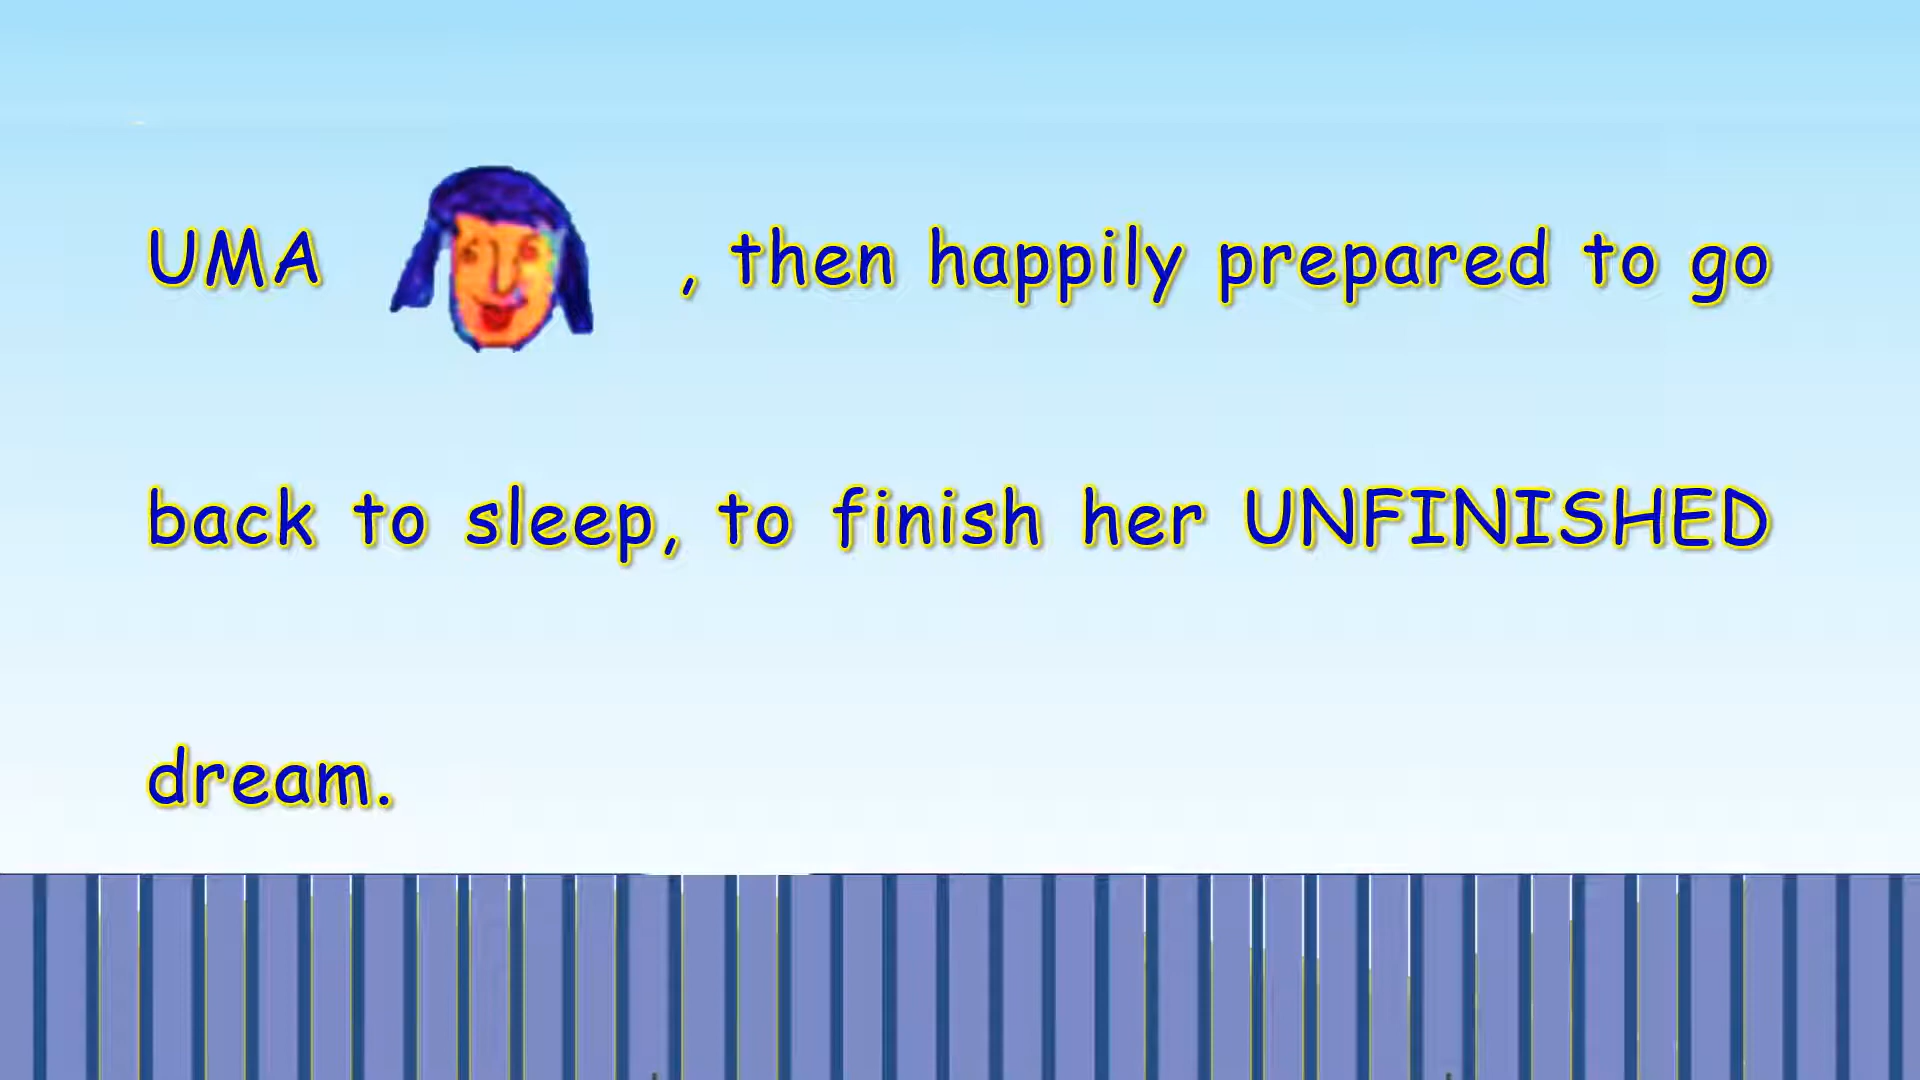 UMA , then happily prepared to go
back to sleep, to finish her UNFINISHED
dream.